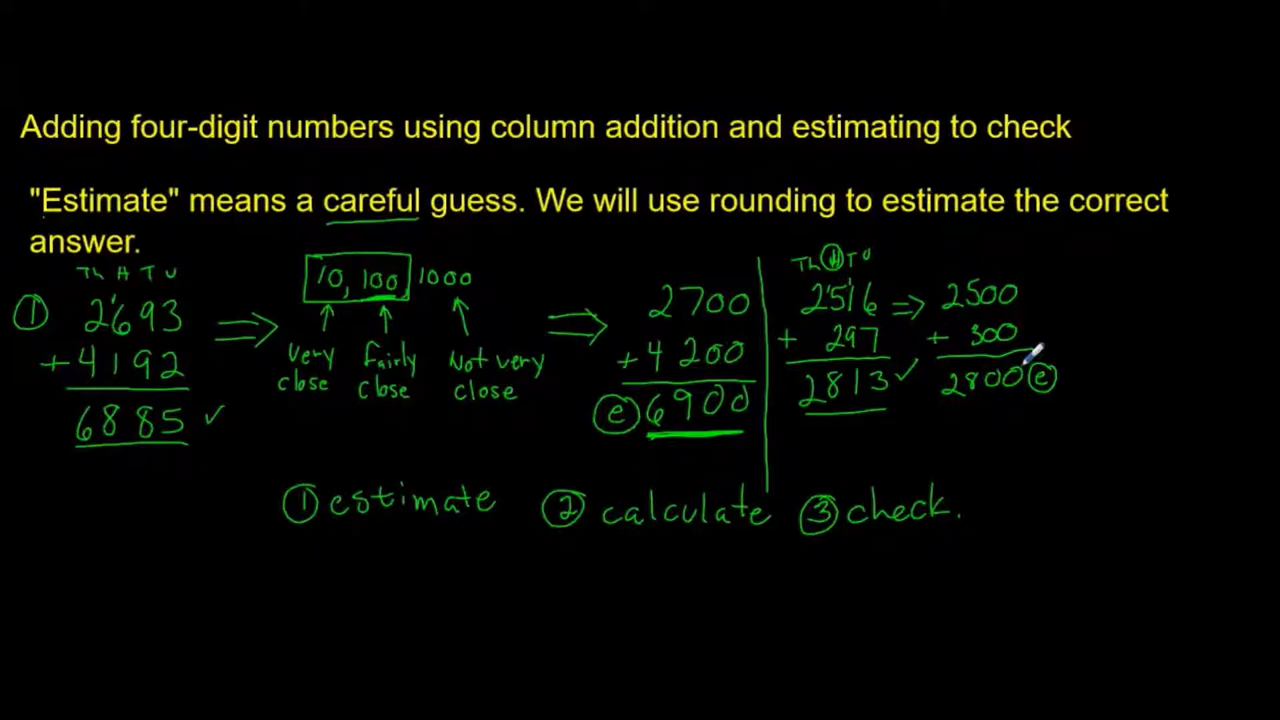 Adding four-digit numbers using column addition and estimating to check
"Estimate" means a careful guess. We will use rounding to estimate the correct
answer.
Th H T U
① 2693
+4192
6885 ✓
⇒
10, 100 1000
Very close
fairly close
Not very close
⇒
2700
+4200
ⓔ 6900
Th H T U
2516 ⇒ 2500
+ 297
2813 ✓
+ 300
2800 ⓔ
① estimate ② calculate ③ check.